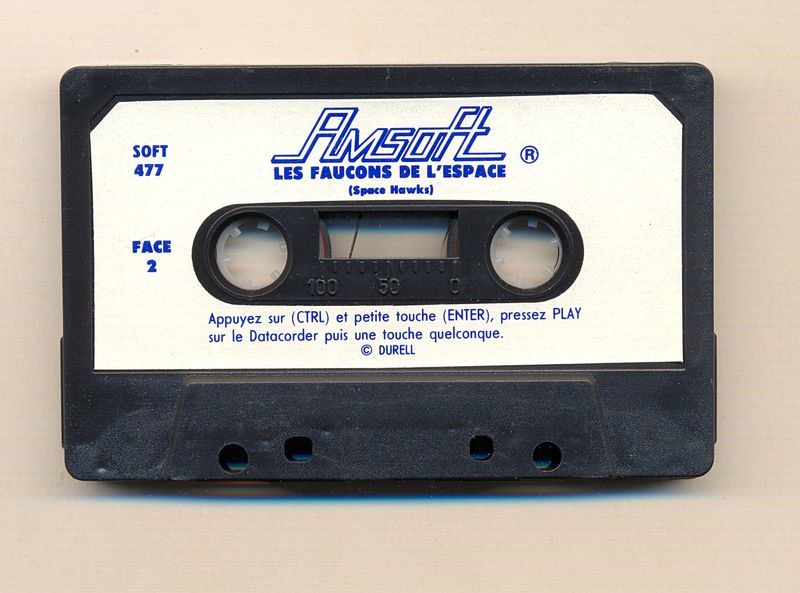 Amsoft ®
SOFT
477
LES FAUCONS DE L'ESPACE
(Space Hawks)
FACE
2
100 50 0
Appuyez sur (CTRL) et petite touche (ENTER), pressez PLAY
sur le Datacorder puis une touche quelconque.
© DURELL